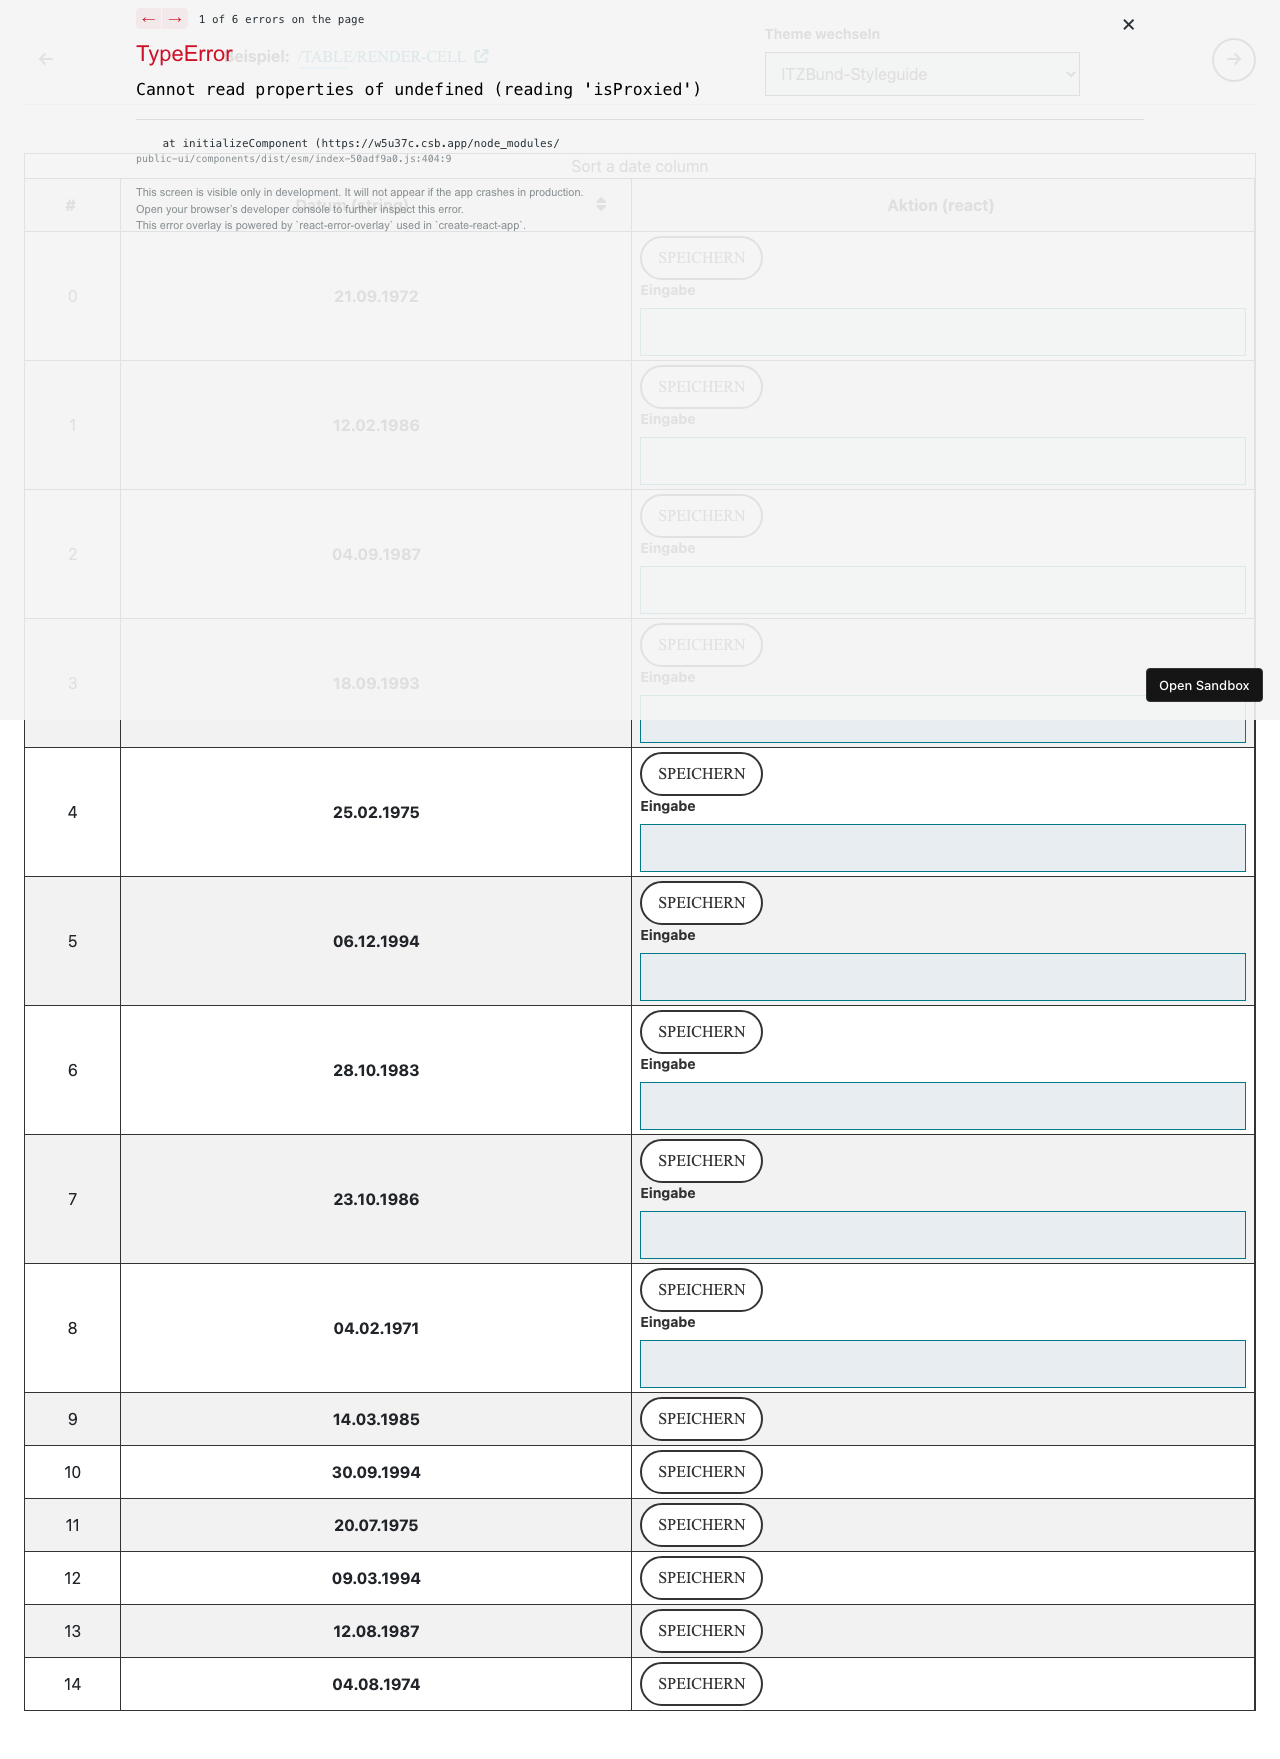 ← → 1 of 6 errors on the page
Theme wechseln
TypeError
Beispiel: /TABLE/RENDER-CELL
ITZBund-Styleguide
Cannot read properties of undefined (reading 'isProxied')
at initializeComponent (https://w5u37c.csb.app/node_modules/
public-ui/components/dist/esm/index-50adf9a0.js:404:9
Sort a date column
This screen is visible only in development. It will not appear if the app crashes in production.
# Datum (string) Aktion (react)
Open your browser's developer console to further inspect this error.
This error overlay is powered by `react-error-overlay` used in `create-react-app`.
SPEICHERN
Eingabe
0 21.09.1972
SPEICHERN
Eingabe
1 12.02.1986
SPEICHERN
Eingabe
2 04.09.1987
SPEICHERN
Eingabe
3 18.09.1993
Open Sandbox
SPEICHERN
Eingabe
4 25.02.1975
SPEICHERN
Eingabe
5 06.12.1994
SPEICHERN
Eingabe
6 28.10.1983
SPEICHERN
Eingabe
7 23.10.1986
SPEICHERN
Eingabe
8 04.02.1971
9 14.03.1985 SPEICHERN
10 30.09.1994 SPEICHERN
11 20.07.1975 SPEICHERN
12 09.03.1994 SPEICHERN
13 12.08.1987 SPEICHERN
14 04.08.1974 SPEICHERN